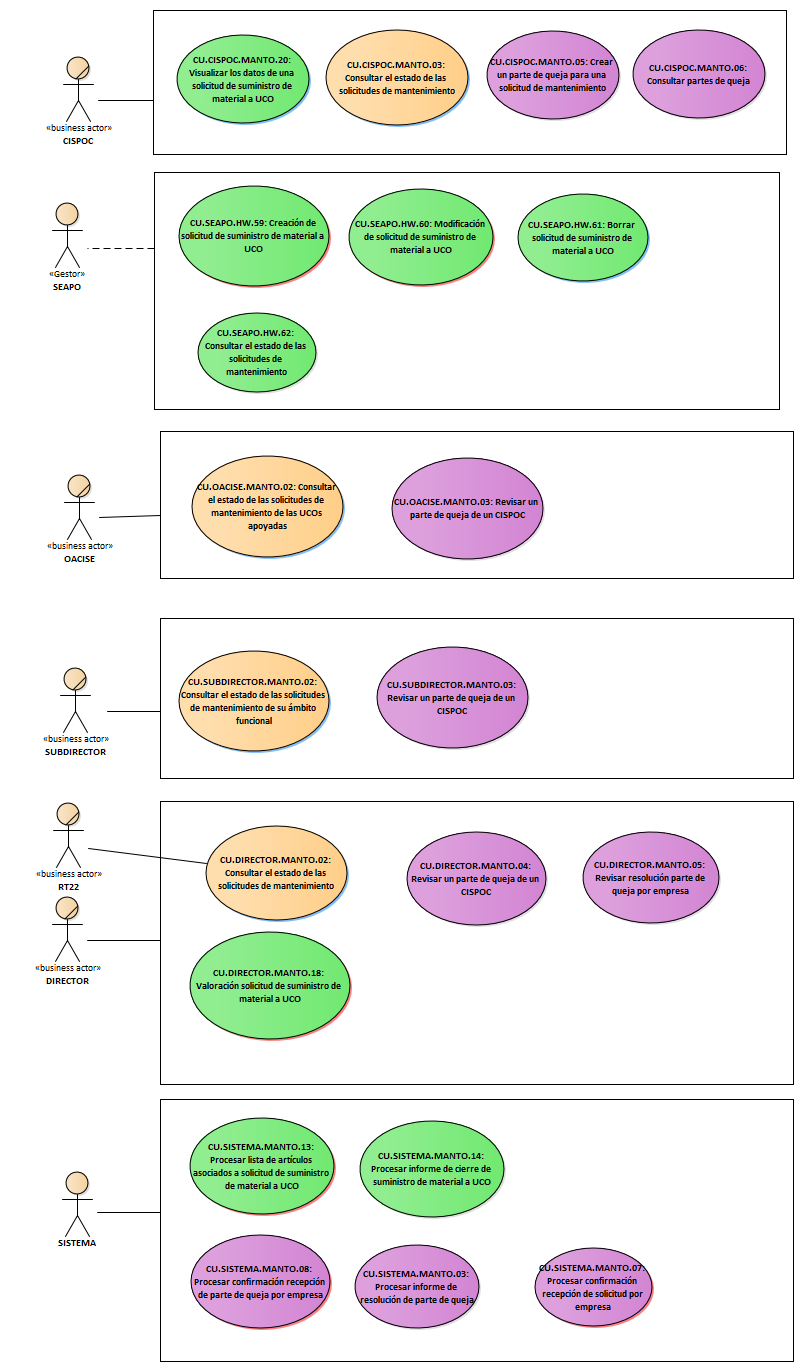 CU.CISPOC.MANTO.20:
Visualizar los datos de una
solicitud de suministro de
material a UCO
CU.CISPOC.MANTO.03:
Consultar el estado de las
solicitudes de mantenimiento
CU.CISPOC.MANTO.05: Crear
un parte de queja para una
solicitud de mantenimiento
CU.CISPOC.MANTO.06:
Consultar partes de queja
«business actor»
CISPOC
CU.SEAPO.HW.59: Creación de
solicitud de suministro de material a
UCO
CU.SEAPO.HW.60: Modificación
de solicitud de suministro de
material a UCO
CU.SEAPO.HW.61: Borrar
solicitud de suministro de
material a UCO
«Gestor»
SEAPO
CU.SEAPO.HW.62:
Consultar el estado de las
solicitudes de
mantenimiento
CU.OACISE.MANTO.02: Consultar
el estado de las solicitudes de
mantenimiento de las UCOs
apoyadas
CU.OACISE.MANTO.03: Revisar un
parte de queja de un CISPOC
«business actor»
OACISE
CU.SUBDIRECTOR.MANTO.02:
Consultar el estado de las solicitudes
de mantenimiento de su ámbito
funcional
CU.SUBDIRECTOR.MANTO.03:
Revisar un parte de queja de un
CISPOC
«business actor»
SUBDIRECTOR
CU.DIRECTOR.MANTO.02:
Consultar el estado de las
solicitudes de mantenimiento
CU.DIRECTOR.MANTO.04:
Revisar un parte de queja de un
CISPOC
CU.DIRECTOR.MANTO.05:
Revisar resolución parte de
queja por empresa
«business actor»
RT22
«business actor»
DIRECTOR
CU.DIRECTOR.MANTO.18:
Valoración solicitud de suministro de
material a UCO
CU.SISTEMA.MANTO.13:
Procesar lista de artículos
asociados a solicitud de suministro
de material a UCO
CU.SISTEMA.MANTO.14:
Procesar informe de cierre de
suministro de material a UCO
SISTEMA
CU.SISTEMA.MANTO.08:
Procesar confirmación recepción
de parte de queja por empresa
CU.SISTEMA.MANTO.03:
Procesar informe de
resolución de parte de queja
CU.SISTEMA.MANTO.07:
Procesar confirmación
recepción de solicitud por
empresa